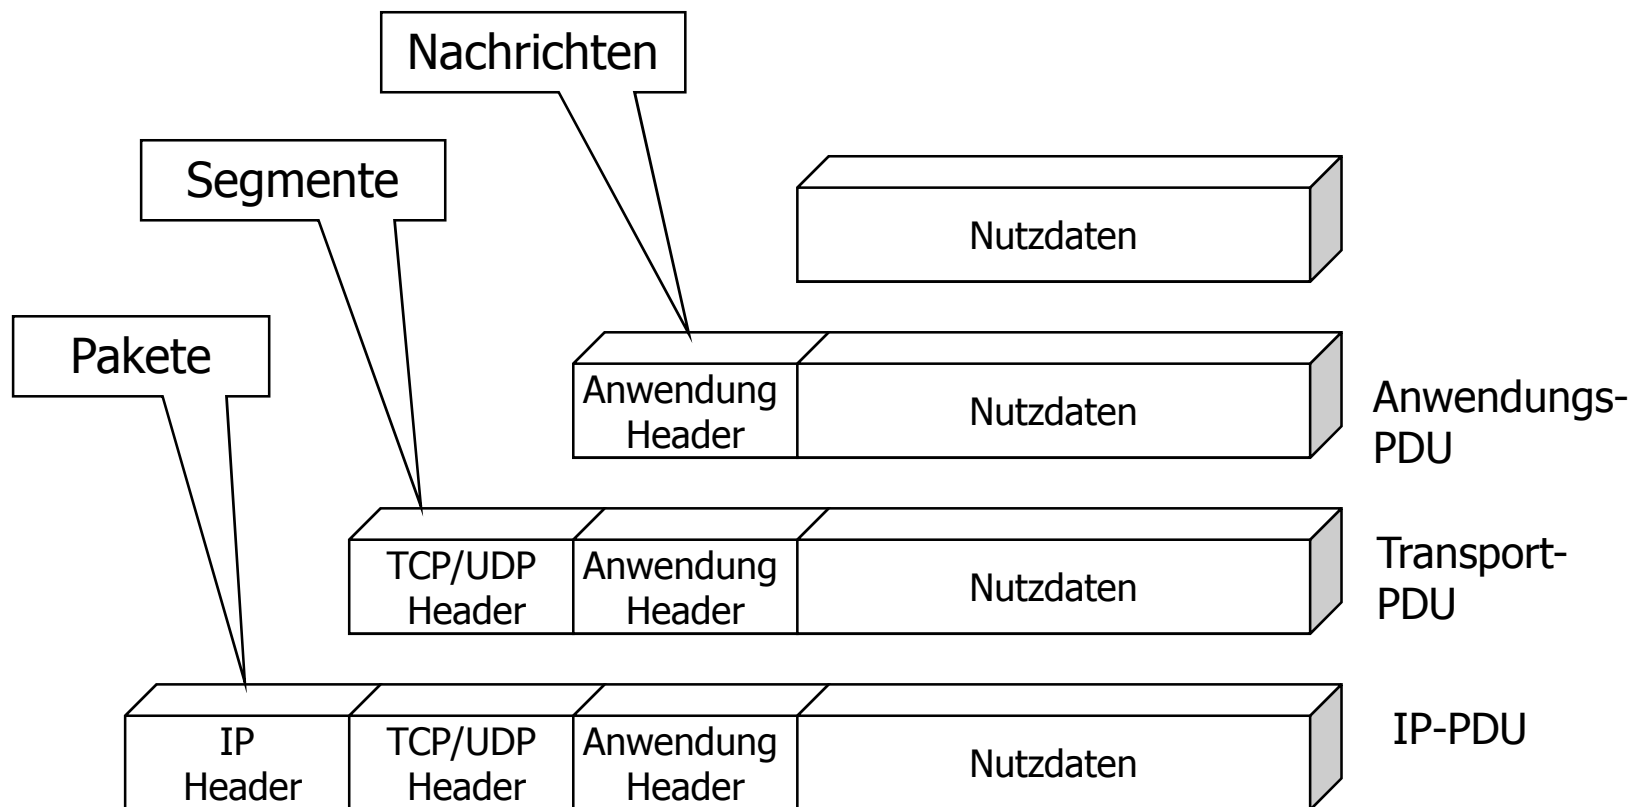 Nachrichten
Segmente
Nutzdaten
Pakete
Anwendung
Header
Nutzdaten
Anwendungs-
PDU
TCP/UDP
Header
Anwendung
Header
Nutzdaten
Transport-
PDU
IP
Header
TCP/UDP
Header
Anwendung
Header
Nutzdaten
IP-PDU